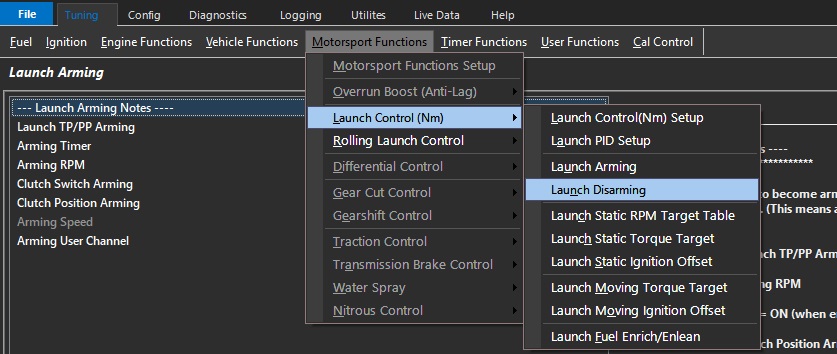 File Tuning Config Diagnostics Logging Utilites Live Data Help
Fuel Ignition Engine Functions Vehicle Functions Motorsport Functions Timer Functions User Functions Cal Control
Launch Arming
--- Launch Arming Notes ----
Launch TP/PP Arming
Arming Timer
Arming RPM
Clutch Switch Arming
Clutch Position Arming
Arming Speed
Arming User Channel
Motorsport Functions Setup
Overrun Boost (Anti-Lag)
Launch Control (Nm)
Rolling Launch Control
Differential Control
Gear Cut Control
Gearshift Control
Traction Control
Transmission Brake Control
Water Spray
Nitrous Control
Launch Control(Nm) Setup
Launch PID Setup
Launch Arming
Launch Disarming
Launch Static RPM Target Table
Launch Static Torque Target
Launch Static Ignition Offset
Launch Moving Torque Target
Launch Moving Ignition Offset
Launch Fuel Enrich/Enlean
s ----
to become arm
. (This means a
ch TP/PP Arm
ng RPM
= ON (when e
ch Position Ar